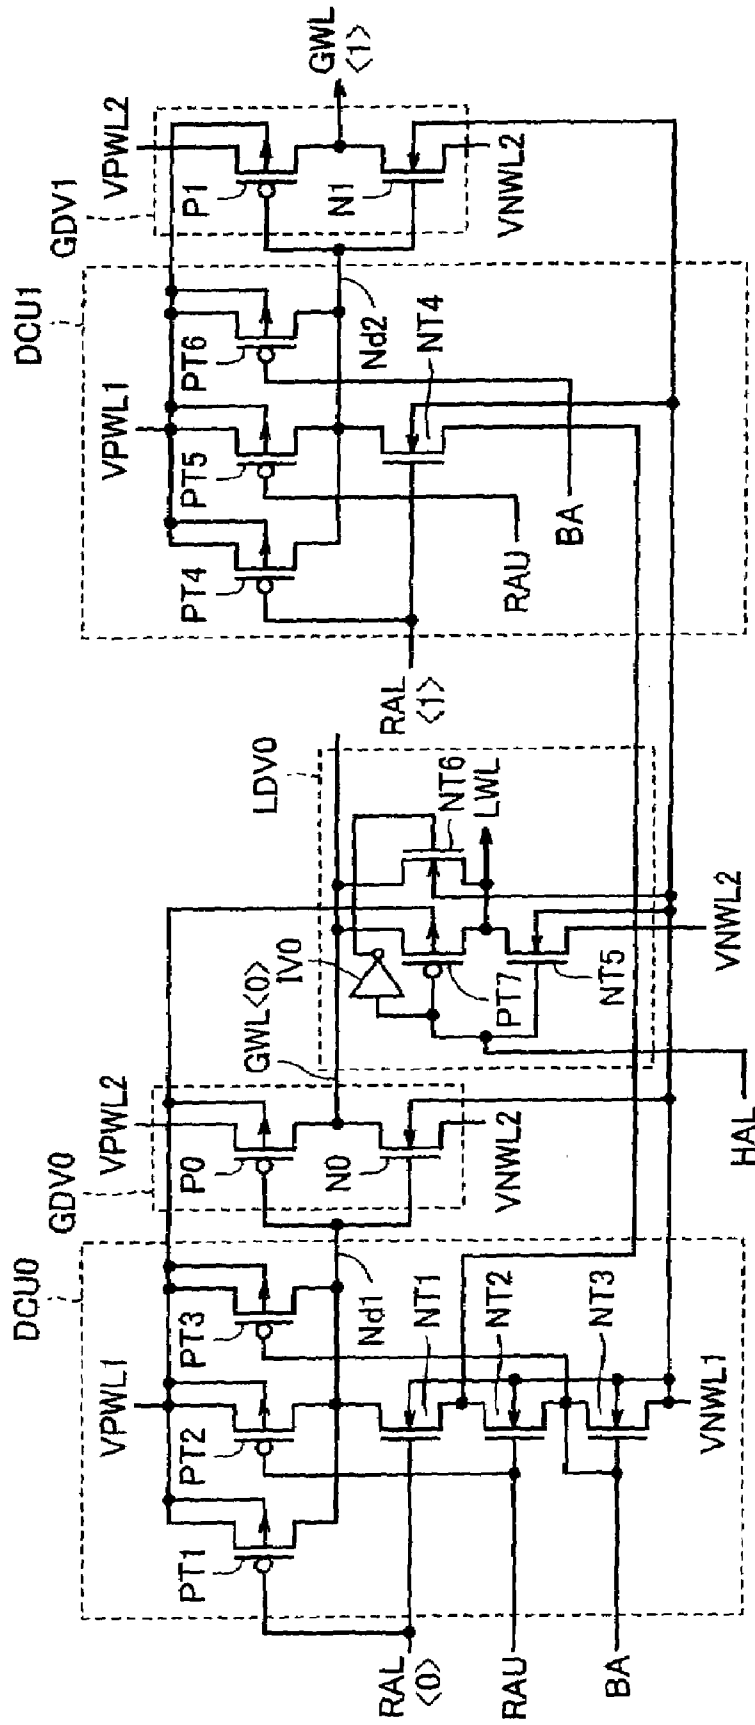 DCU0
VPWL1
PT1
PT2
PT3
RAL
<0>
RAU
BA
NT1
NT2
NT3
Nd1
VNWL1
GDV0
VPWL2
P0
N0
VNWL2
GWL<0>
LDV0
IV0
PT7
NT6
LWL
NT5
VNWL2
HAL
DCU1
VPWL1
PT4
PT5
PT6
RAL
<1>
RAU
BA
NT4
Nd2
GDV1
VPWL2
P1
N1
VNWL2
GWL
<1>